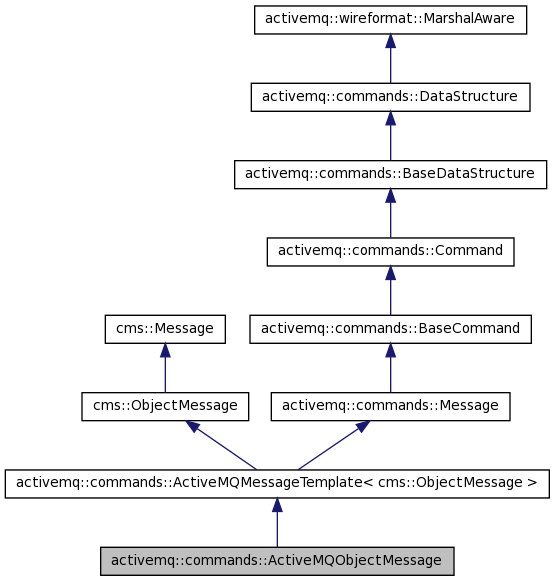 activemq::wireformat::MarshalAware
activemq::commands::DataStructure
activemq::commands::BaseDataStructure
activemq::commands::Command
cms::Message
activemq::commands::BaseCommand
cms::ObjectMessage
activemq::commands::Message
activemq::commands::ActiveMQMessageTemplate< cms::ObjectMessage >
activemq::commands::ActiveMQObjectMessage